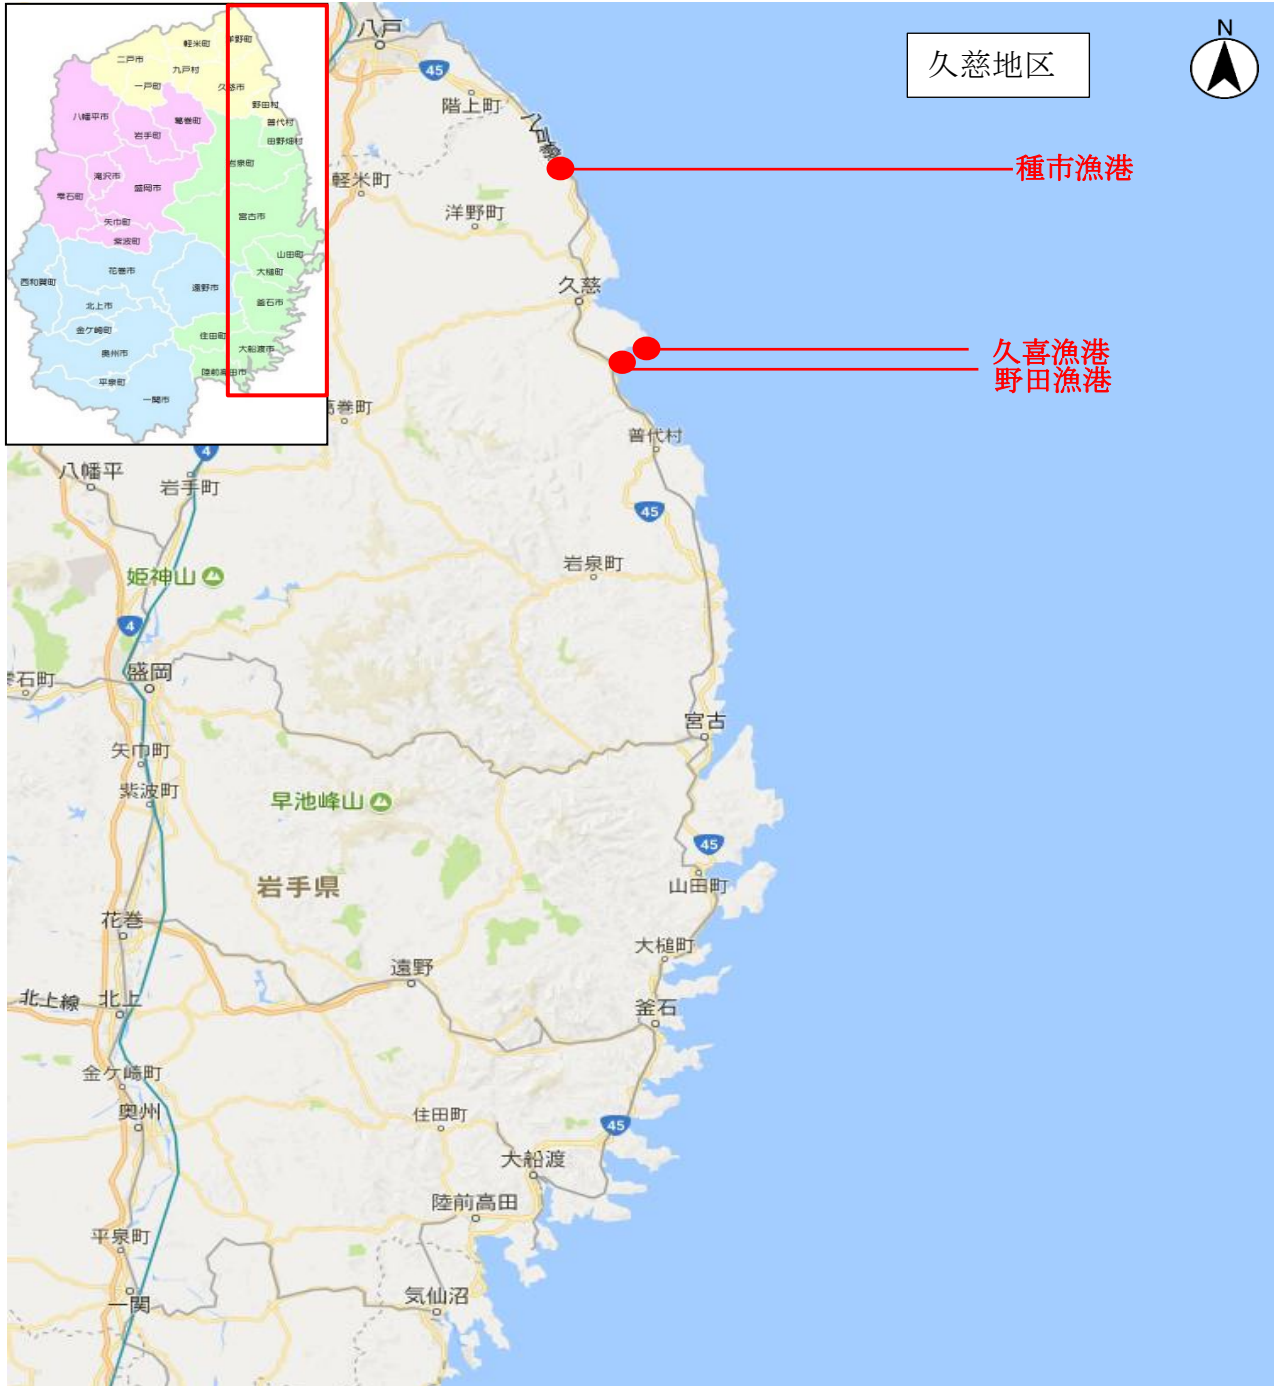 久慈地区
N
種市漁港
久喜漁港
野田漁港
軽米町
洋野町
二戸市
九戸村
一戸町
久慈市
野田村
普代村
田野畑村
八幡平市
葛巻町
岩手町
岩泉町
滝沢市
盛岡市
雫石町
宮古市
矢巾町
紫波町
山田町
花巻市
大槌町
西和賀町
遠野市
釜石市
北上市
金ケ崎町
住田町
奥州市
大船渡市
平泉町
陸前高田市
一関市
八戸
45
階上町
八戸線
軽米町
洋野町
久慈
葛巻町
普代村
4
八幡平
岩手町
45
岩泉町
姫神山
4
盛岡
雫石町
宮古
矢巾町
紫波町
早池峰山
45
山田町
岩手県
花巻
大槌町
遠野
北上線
北上
釜石
金ケ崎町
奥州
住田町
45
大船渡
陸前高田
平泉町
気仙沼
一関